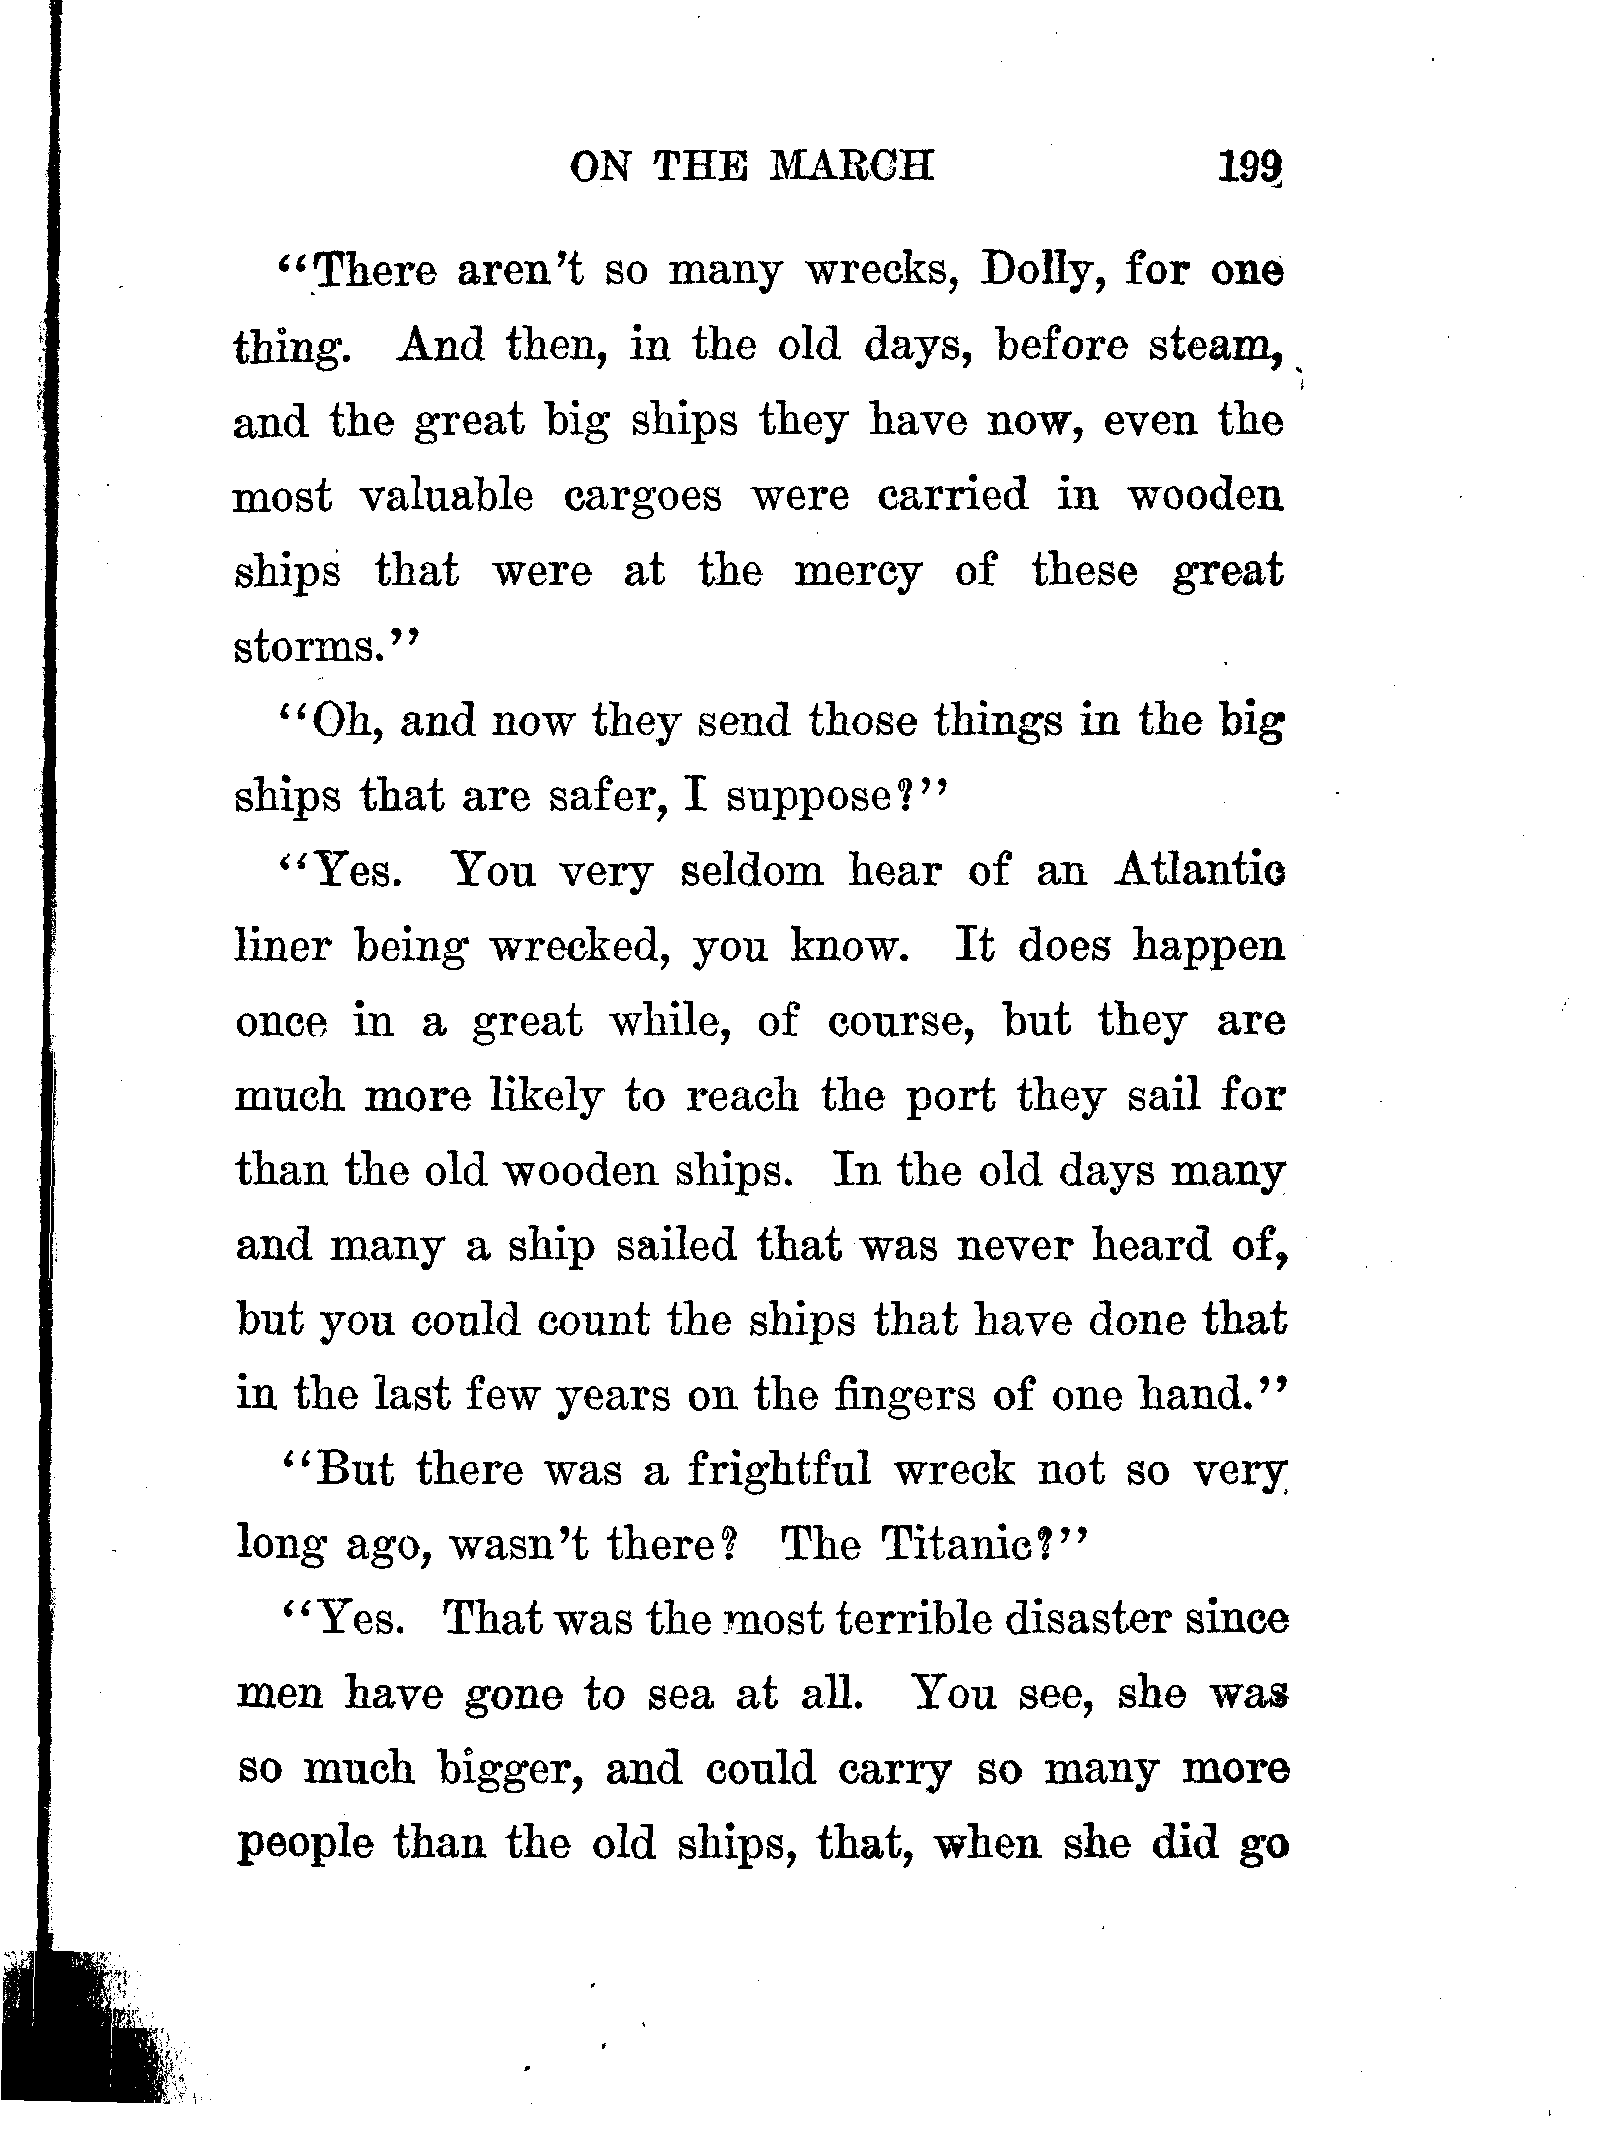 ON THE MARCH 199
"There aren't so many wrecks, Dolly, for one
thing. And then, in the old days, before steam,
and the great big ships they have now, even the
most valuable cargoes were carried in wooden
ships that were at the mercy of these great
storms."
"Oh, and now they send those things in the big
ships that are safer, I suppose?"
"Yes. You very seldom hear of an Atlantic
liner being wrecked, you know. It does happen
once in a great while, of course, but they are
much more likely to reach the port they sail for
than the old wooden ships. In the old days many
and many a ship sailed that was never heard of,
but you could count the ships that have done that
in the last few years on the fingers of one hand."
"But there was a frightful wreck not so very
long ago, wasn't there? The Titanic?"
"Yes. That was the most terrible disaster since
men have gone to sea at all. You see, she was
so much bigger, and could carry so many more
people than the old ships, that, when she did go